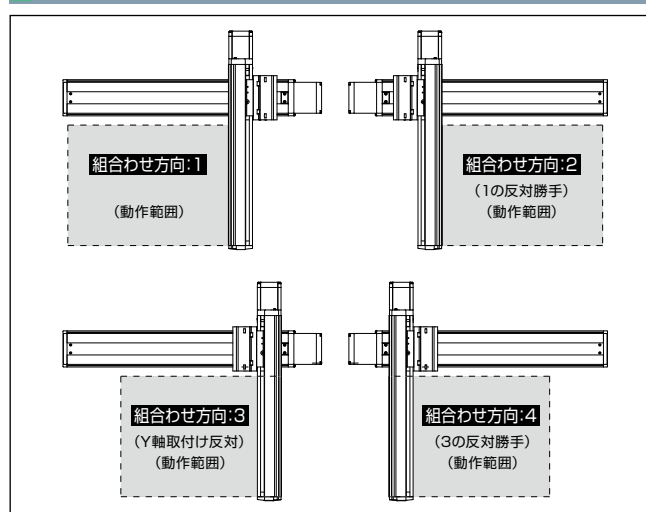 組合わせ方向:1
(動作範囲)
組合わせ方向:2
(1の反対勝手)
(動作範囲)
組合わせ方向:3
(Y軸取付け反対)
(動作範囲)
組合わせ方向:4
(3の反対勝手)
(動作範囲)